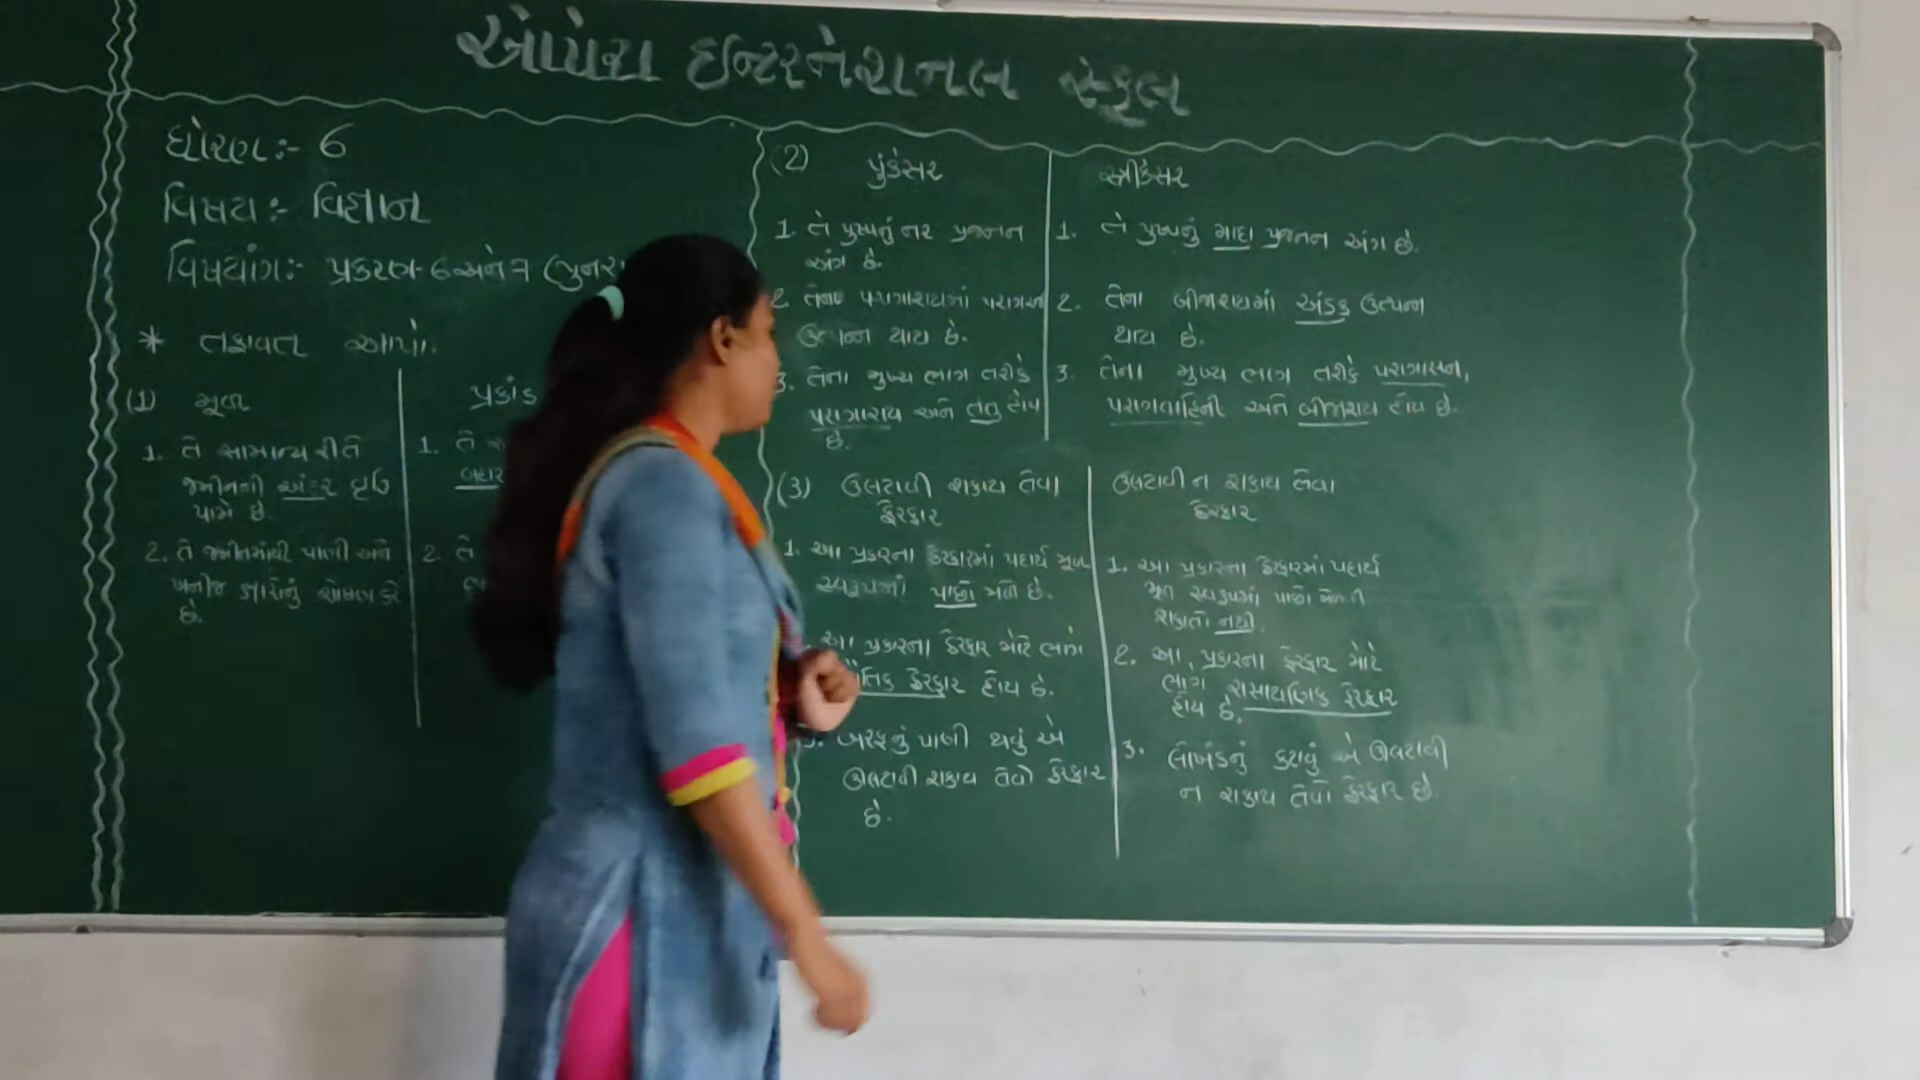 ઇન્ટરનેશનલ સ્કુલ
ધોરણ:- 6
વિષય:- વિજ્ઞાન
વિષયાંગ:- પ્રકરણ-6 અને 7
* તફાવત આપો.
(1) મૂળ
1. તે સામાન્ય રીતે
જમીનની અંદર વૃદ્ધિ
પામે છે.
2. તે જમીનમાંથી પાણી અને
ખનીજ ક્ષારોનું શોષણ કરે
છે.
પ્રકાંડ
1. તે
બહાર
2. તે
(2) પુંકેસર
1. તે પુષ્પનું નર પ્રજનન
અંગ છે.
2. તેના પરાગાશયમાં પરાગરજ
ઉત્પન્ન થાય છે.
3. તેના મુખ્ય ભાગ તરીકે
પરાગાશય અને તંતુ હોય
છે.
સ્ત્રીકેસર
1. તે પુષ્પનું માદા પ્રજનન અંગ છે.
2. તેના બીજાશયમાં અંડક ઉત્પન્ન
થાય છે.
3. તેના મુખ્ય ભાગ તરીકે પરાગાસન,
પરાગવાહિની અને બીજાશય હોય છે.
(3) ઉલટાવી શકાય તેવા
ફેરફાર
1. આ પ્રકારના ફેરફારમાં પદાર્થ મૂળ
સ્વરૂપમાં પાછો મળે છે.
આ પ્રકારના ફેરફાર માટે ભાગે
ભૌતિક ફેરફાર હોય છે.
3. બરફનું પાણી થવું એ
ઊલટાવી શકાય તેવો ફેરફાર
છે.
ઉલટાવી ન શકાય તેવા
ફેરફાર
1. આ પ્રકારના ફેરફારમાં પદાર્થ
મૂળ સ્વરૂપમાં પાછો મેળવી
શકાતો નથી.
2. આ પ્રકારના ફેરફાર મોટે
ભાગે રાસાયણિક ફેરફાર
હોય છે.
3. લોખંડનું કટાવું એ ઊલટાવી
ન શકાય તેવો ફેરફાર છે.